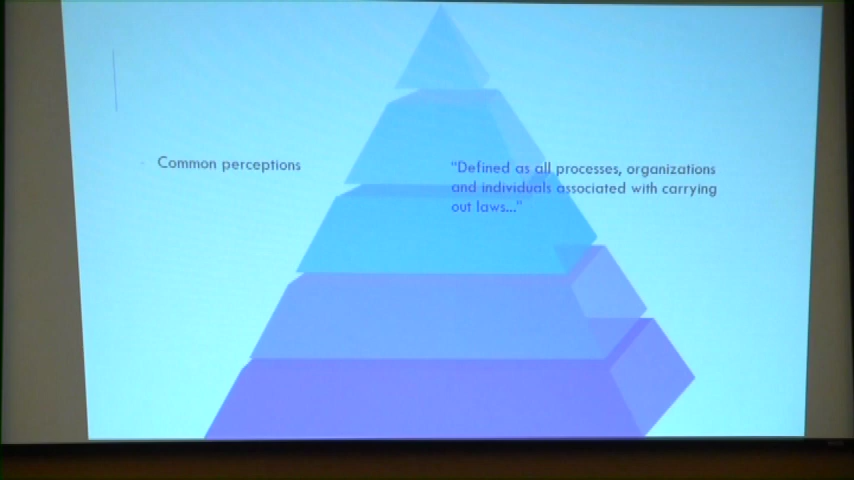 Common perceptions
“Defined as all processes, organizations
and individuals associated with carrying
out laws...”